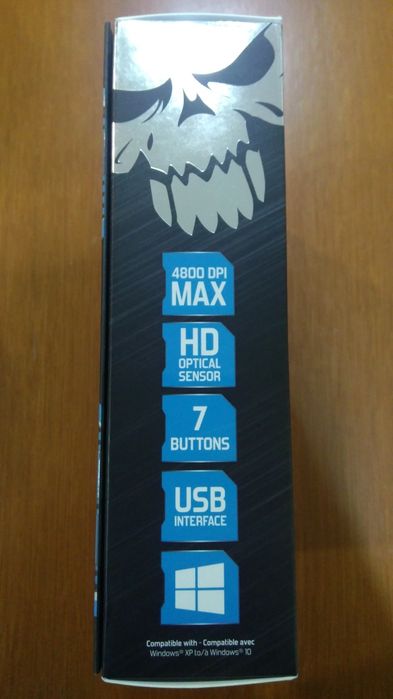 4800 DPI
MAX
HD
OPTICAL
SENSOR
7
BUTTONS
USB
INTERFACE
Compatible with - Compatible avec
Windows® XP to/à Windows® 10